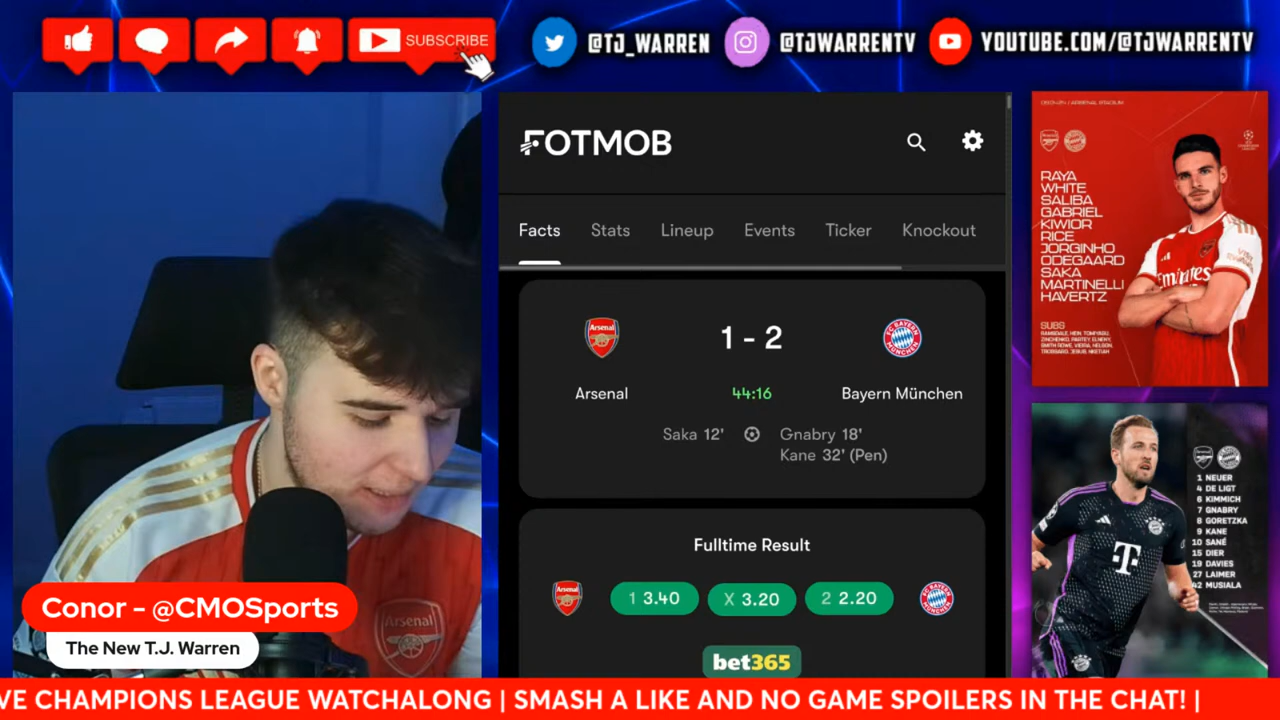 SUBSCRIBE
@TJ_WARREN
@TJWARRENTV
YOUTUBE.COM/@TJWARRENTV
FOTMOB
Facts Stats Lineup Events Ticker Knockout
Arsenal
1 - 2
Arsenal
44:16
Bayern München
Saka 12'
Gnabry 18'
Kane 32' (Pen)
Fulltime Result
1 3.40
X 3.20
2 2.20
bet365
Arsenal
Conor - @CMOSports
The New T.J. Warren
RAYA
WHITE
SALIBA
GABRIEL
KIWIOR
RICE
JORGINHO
ODEGAARD
SAKA
MARTINELLI
HAVERTZ
SUBS
Emirates
1 NEUER
4 DE LIGT
6 KIMMICH
7 GNABRY
8 GORETZKA
9 KANE
10 SANÉ
15 DIER
19 DAVIES
27 LAIMER
42 MUSIALA
VE CHAMPIONS LEAGUE WATCHALONG | SMASH A LIKE AND NO GAME SPOILERS IN THE CHAT! |